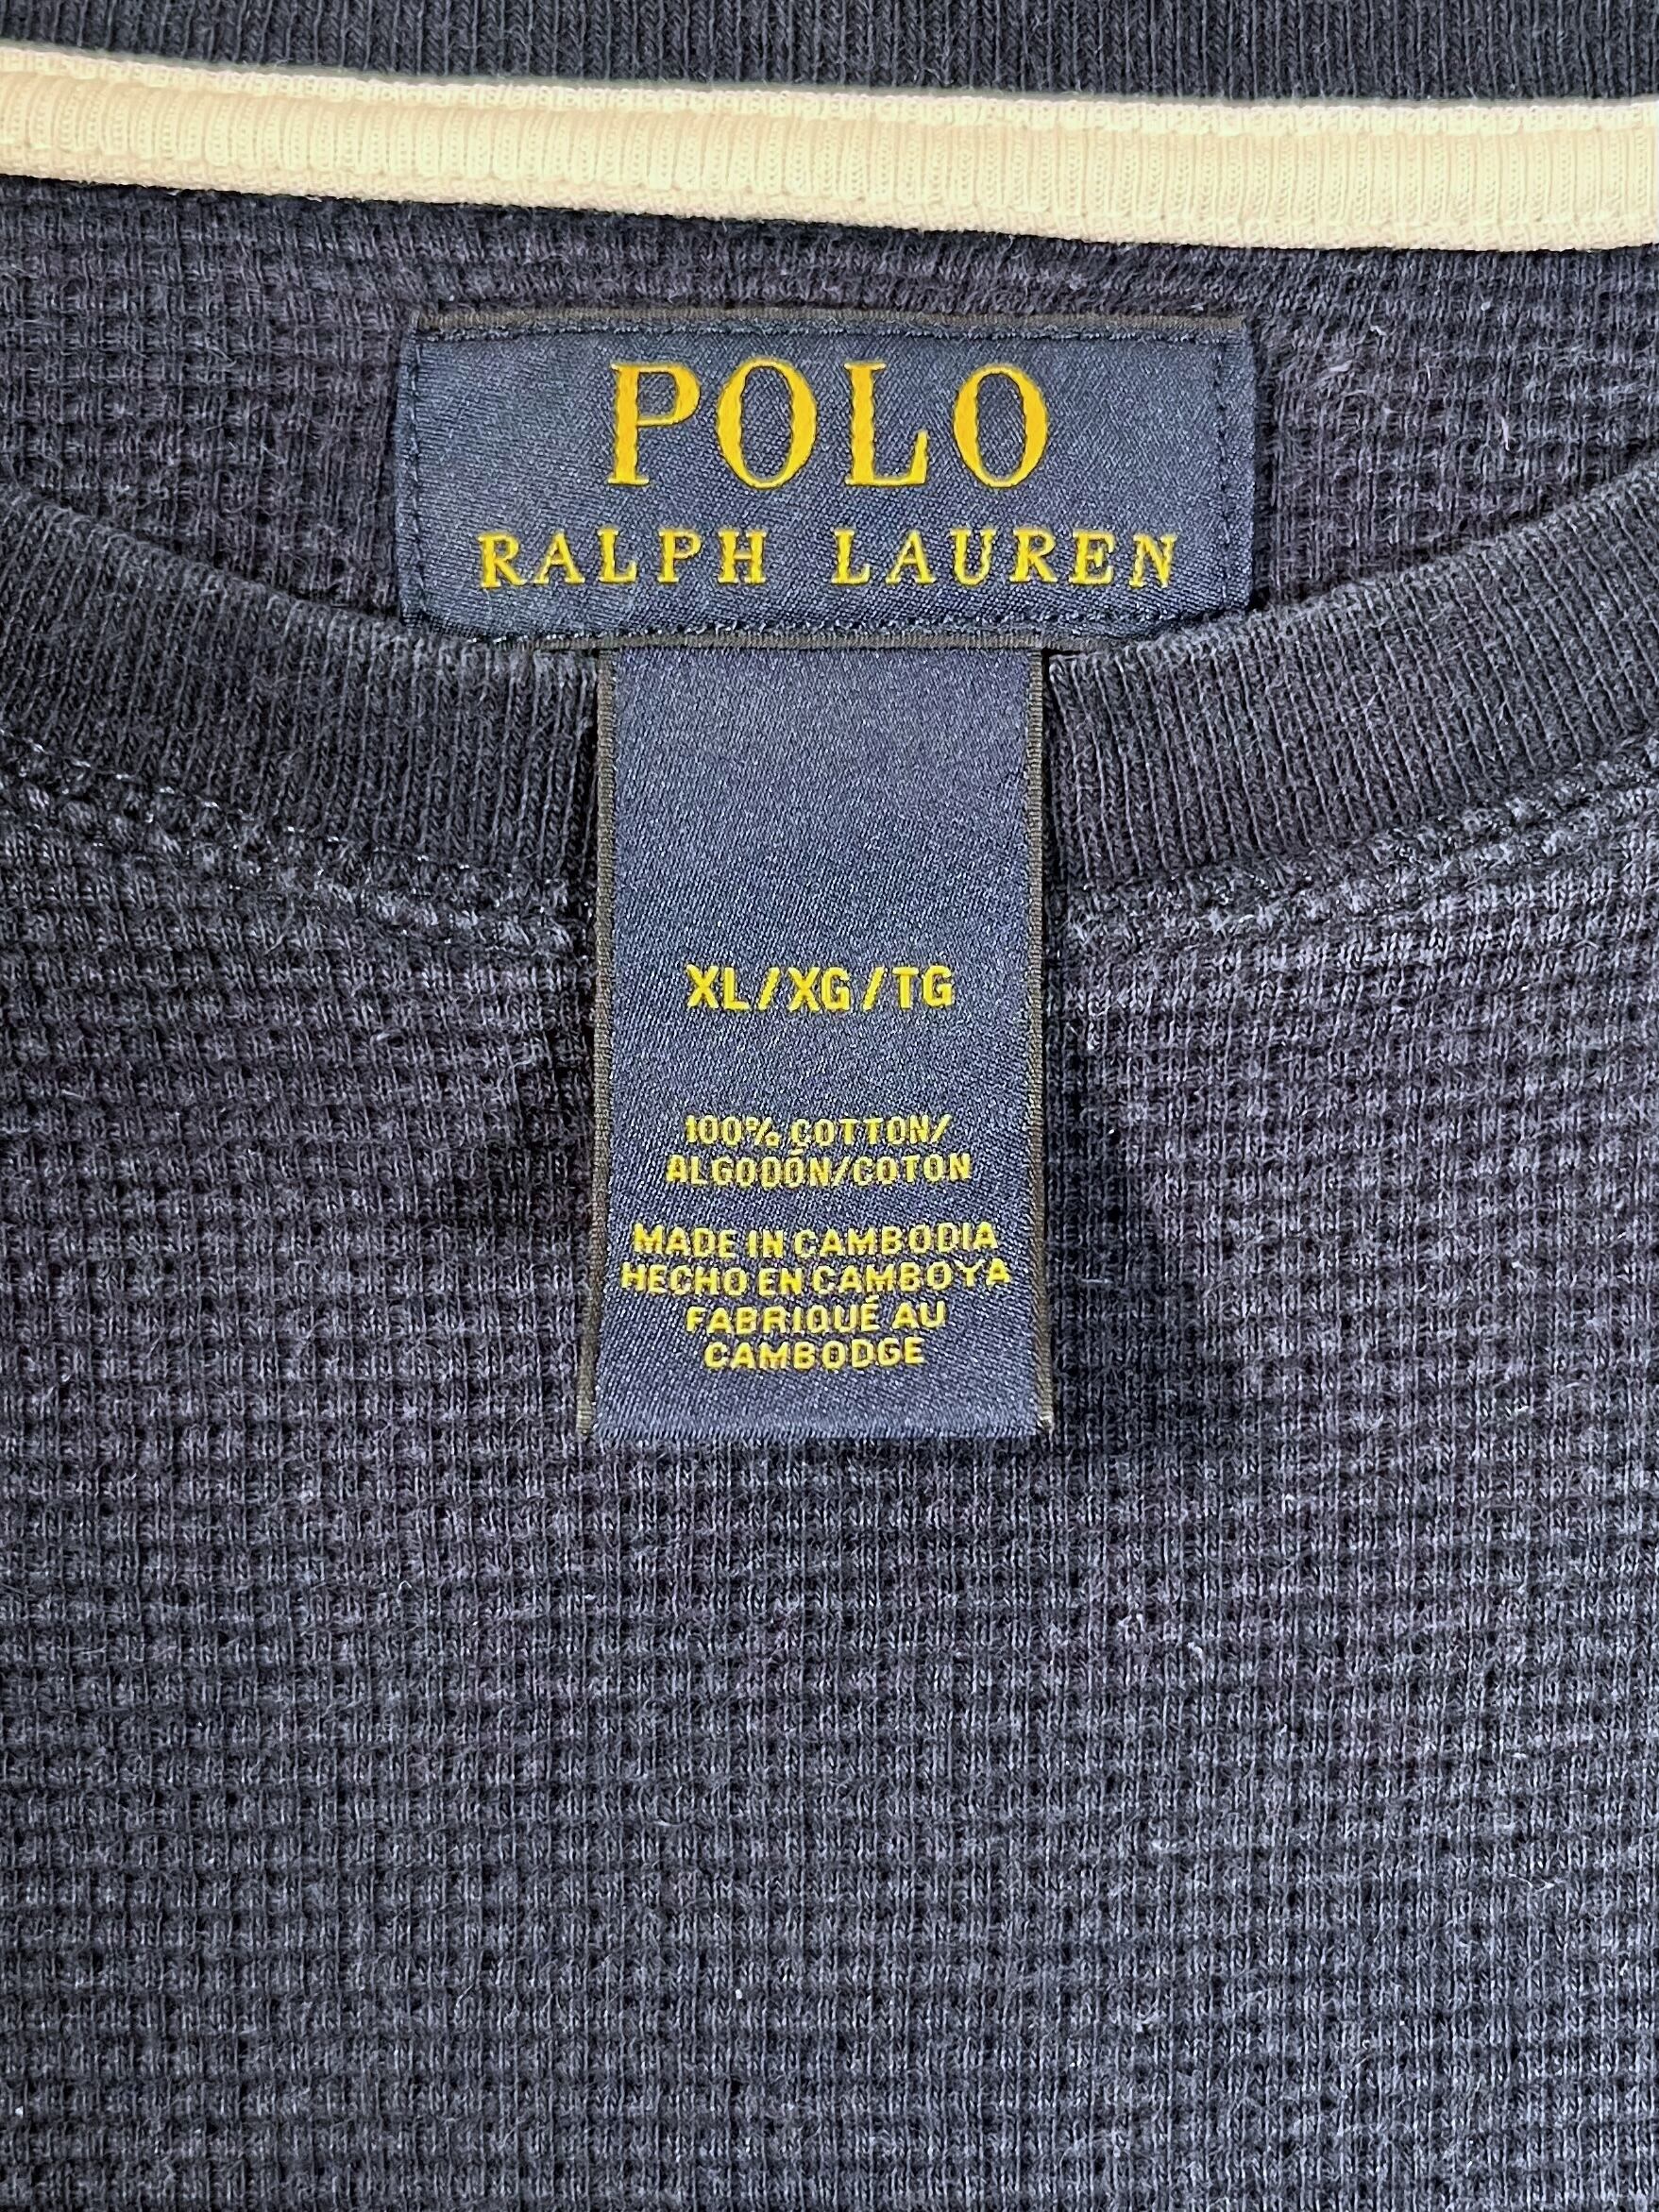 POLO
RALPH LAUREN
XL/XG/TG
100% COTTON/
ALGODÓN/COTON
MADE IN CAMBODIA
HECHO EN CAMBOYA
FABRIQUÉ AU
CAMBODGE